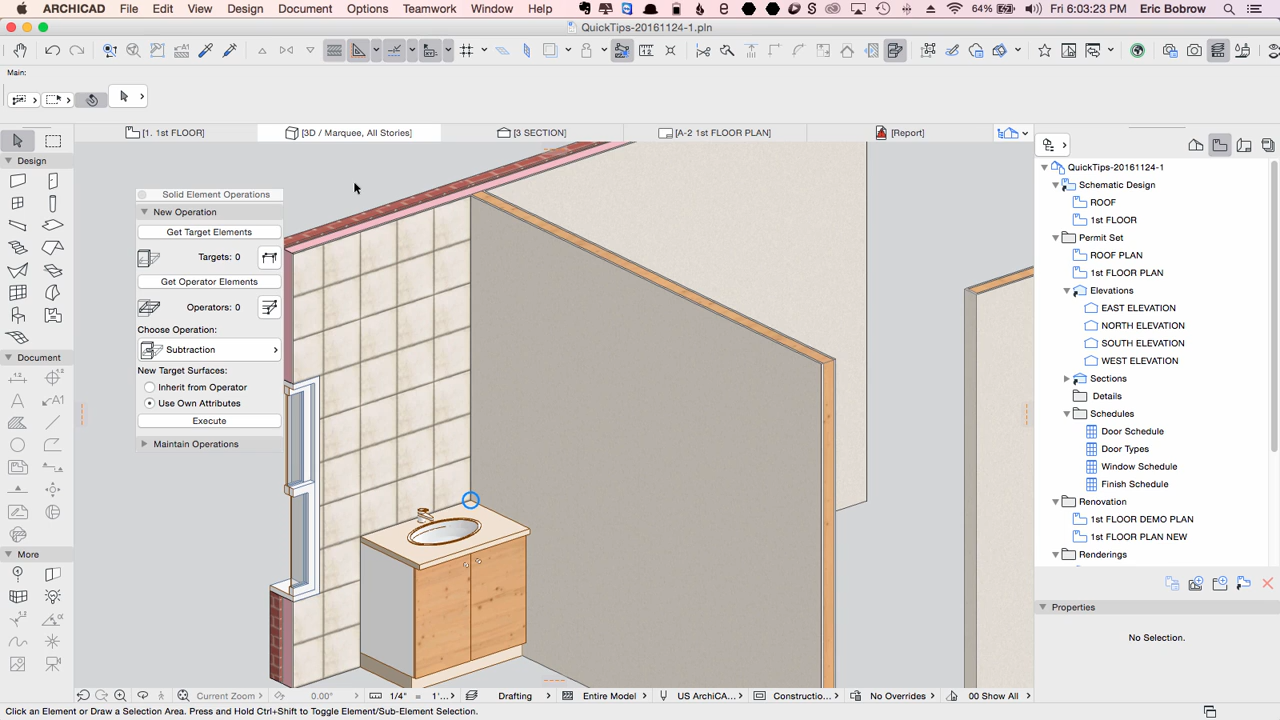 ARCHICAD File Edit View Design Document Options Teamwork Window Help 64% Fri 6:03:23 PM Eric Bobrow
QuickTips-20161124-1.pln
Main:
[1. 1st FLOOR] [3D / Marquee, All Stories] [3 SECTION] [A-2 1st FLOOR PLAN] [Report]
Design
Document
More
Solid Element Operations
New Operation
Get Target Elements
Targets: 0
Get Operator Elements
Operators: 0
Choose Operation:
Subtraction
New Target Surfaces:
Inherit from Operator
Use Own Attributes
Execute
Maintain Operations
QuickTips-20161124-1
Schematic Design
ROOF
1st FLOOR
Permit Set
ROOF PLAN
1st FLOOR PLAN
Elevations
EAST ELEVATION
NORTH ELEVATION
SOUTH ELEVATION
WEST ELEVATION
Sections
Details
Schedules
Door Schedule
Door Types
Window Schedule
Finish Schedule
Renovation
1st FLOOR DEMO PLAN
1st FLOOR PLAN NEW
Renderings
Properties
No Selection.
Current Zoom 0.00° 1/4" = 1'... Drafting Entire Model US ArchiCA... Constructio... No Overrides 00 Show All
Click an Element or Draw a Selection Area. Press and Hold Ctrl+Shift to Toggle Element/Sub-Element Selection.